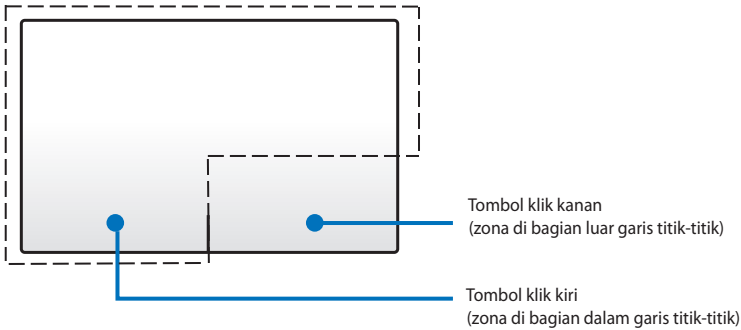 Tombol klik kanan
(zona di bagian luar garis titik-titik)
Tombol klik kiri
(zona di bagian dalam garis titik-titik)